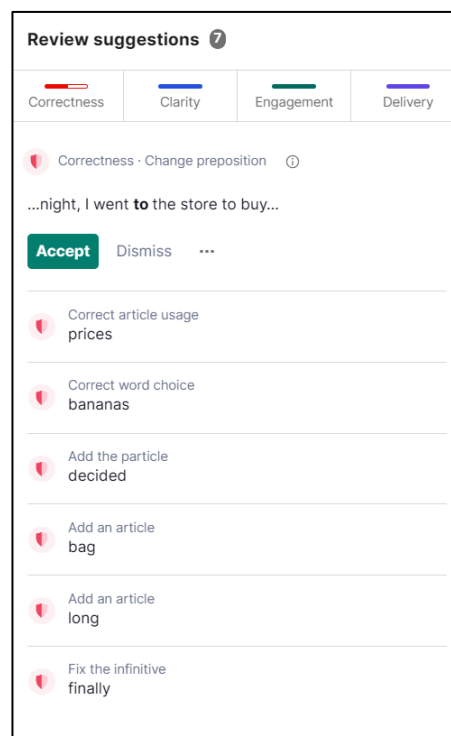 Review suggestions 7
Correctness
Clarity
Engagement
Delivery
Correctness · Change preposition
...night, I went to the store to buy...
Accept
Dismiss
Correct article usage
prices
Correct word choice
bananas
Add the particle
decided
Add an article
bag
Add an article
long
Fix the infinitive
finally